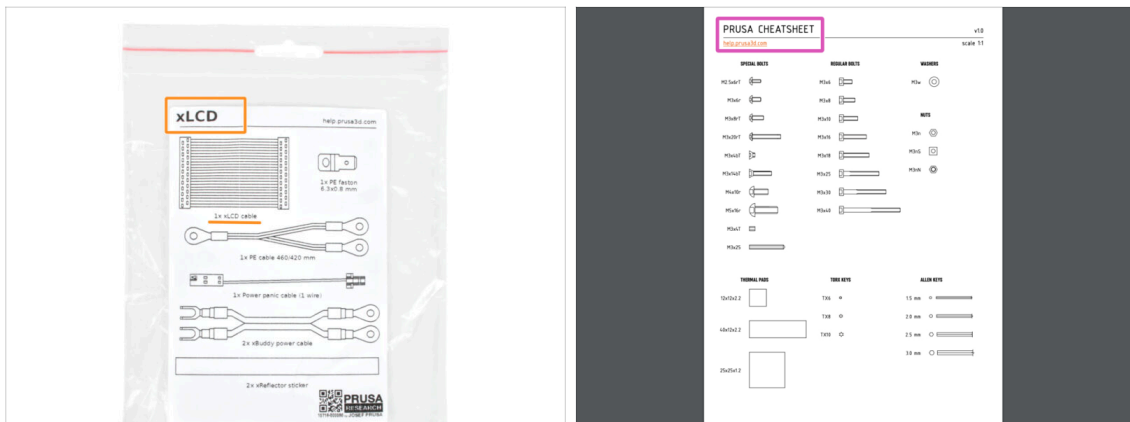 xLCD
help.prusa3d.com
1x PE faston
6.3x0.8 mm
1x xLCD cable
1x PE cable 460/420 mm
1x Power panic cable (1 wire)
2x xBuddy power cable
2x xReflector sticker
PRUSA
RESEARCH
by JOSEF PRUSA
PRUSA CHEATSHEET
v1.0
help.prusa3d.com
scale 1:1
SPECIAL BOLTS
M2.5x6rT
M3x6r
M3x8rT
M3x20rT
M3x4bT
M3x14bT
M4x10r
M5x16r
M3x4T
M3x25
REGULAR BOLTS
M3x6
M3x8
M3x10
M3x16
M3x18
M3x25
M3x30
M3x40
WASHERS
M3w
NUTS
M3n
M3nS
M3nN
THERMAL PADS
12x12x2.2
40x12x2.2
25x25x1.2
TORX KEYS
TX6
TX8
TX10
ALLEN KEYS
1.5 mm
2.0 mm
2.5 mm
3.0 mm